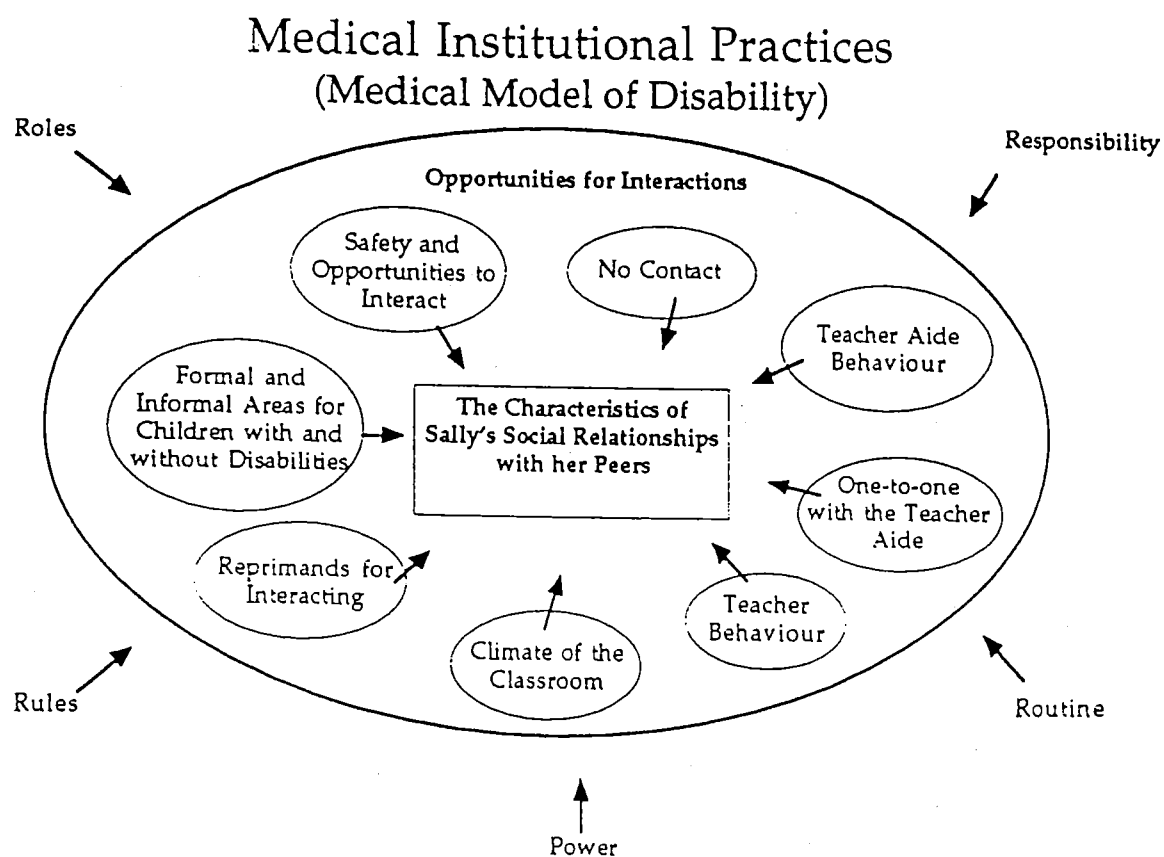 Medical Institutional Practices
(Medical Model of Disability)
Roles
Responsibility
Opportunities for Interactions
Safety and
Opportunities to
Interact
No Contact
Teacher Aide
Behaviour
Formal and
Informal Areas for
Children with and
without Disabilities
The Characteristics of
Sally's Social Relationships
with her Peers
One-to-one
with the Teacher
Aide
Reprimands for
Interacting
Teacher
Behaviour
Climate of the
Classroom
Rules
Routine
Power